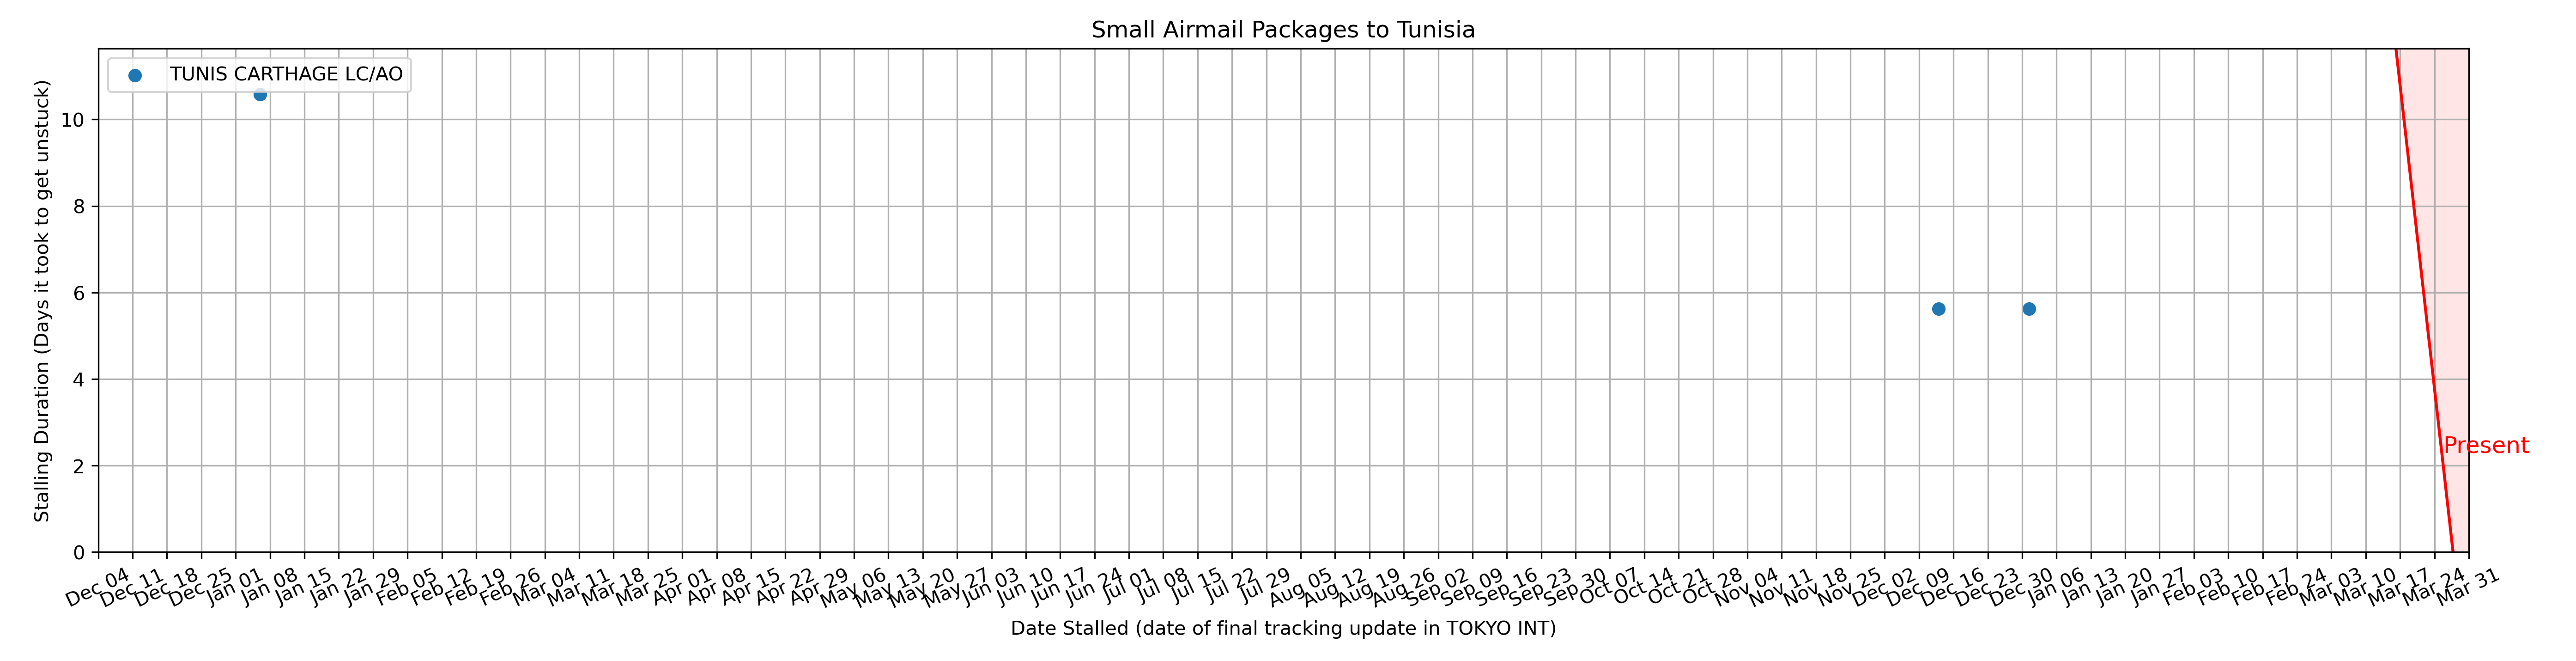 Small Airmail Packages to Tunisia
TUNIS CARTHAGE LC/AO
Stalling Duration (Days it took to get unstuck)
10
8
6
4
2
0
Present
Dec 04
Dec 11
Dec 18
Dec 25
Jan 01
Jan 08
Jan 15
Jan 22
Jan 29
Feb 05
Feb 12
Feb 19
Feb 26
Mar 04
Mar 11
Mar 18
Mar 25
Apr 01
Apr 08
Apr 15
Apr 22
Apr 29
May 06
May 13
May 20
May 27
Jun 03
Jun 10
Jun 17
Jun 24
Jul 01
Jul 08
Jul 15
Jul 22
Jul 29
Aug 05
Aug 12
Aug 19
Aug 26
Sep 02
Sep 09
Sep 16
Sep 23
Sep 30
Oct 07
Oct 14
Oct 21
Oct 28
Nov 04
Nov 11
Nov 18
Nov 25
Dec 02
Dec 09
Dec 16
Dec 23
Dec 30
Jan 06
Jan 13
Jan 20
Jan 27
Feb 03
Feb 10
Feb 17
Feb 24
Mar 03
Mar 10
Mar 17
Mar 24
Mar 31
Date Stalled (date of final tracking update in TOKYO INT)